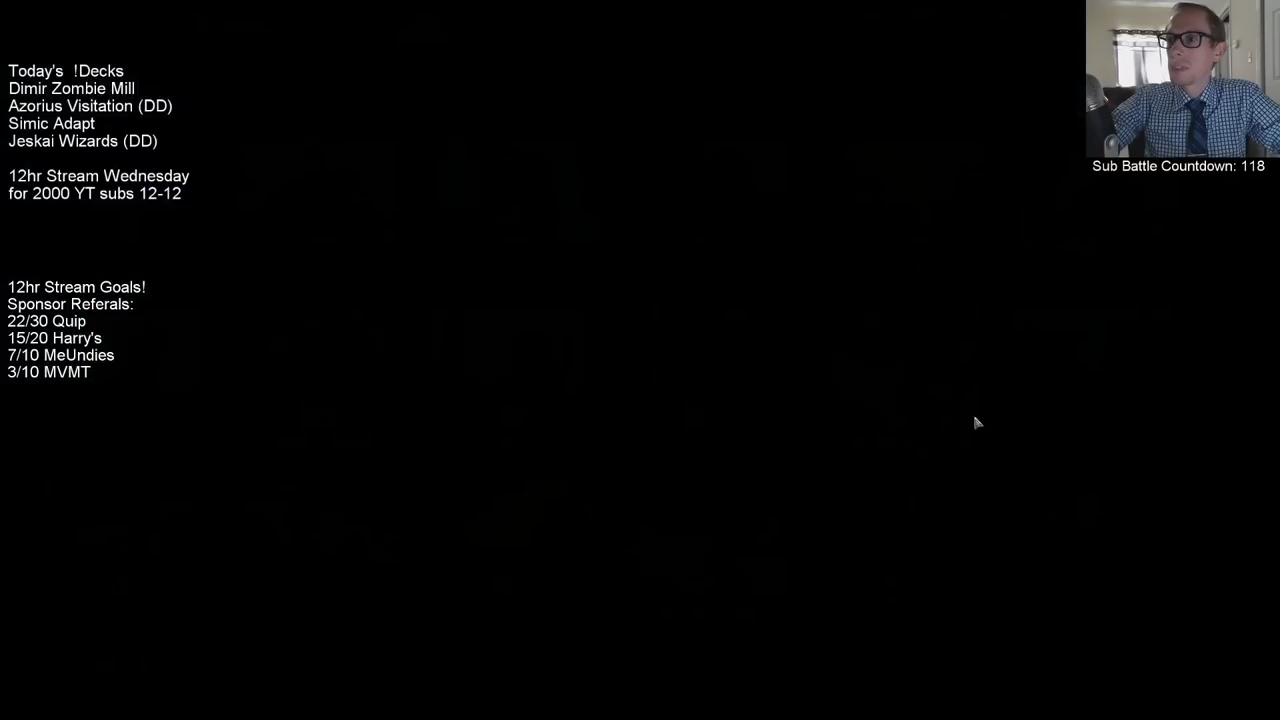 Today's !Decks
Dimir Zombie Mill
Azorius Visitation (DD)
Simic Adapt
Jeskai Wizards (DD)
12hr Stream Wednesday
for 2000 YT subs 12-12
12hr Stream Goals!
Sponsor Referals:
22/30 Quip
15/20 Harry's
7/10 MeUndies
3/10 MVMT
Sub Battle Countdown: 118